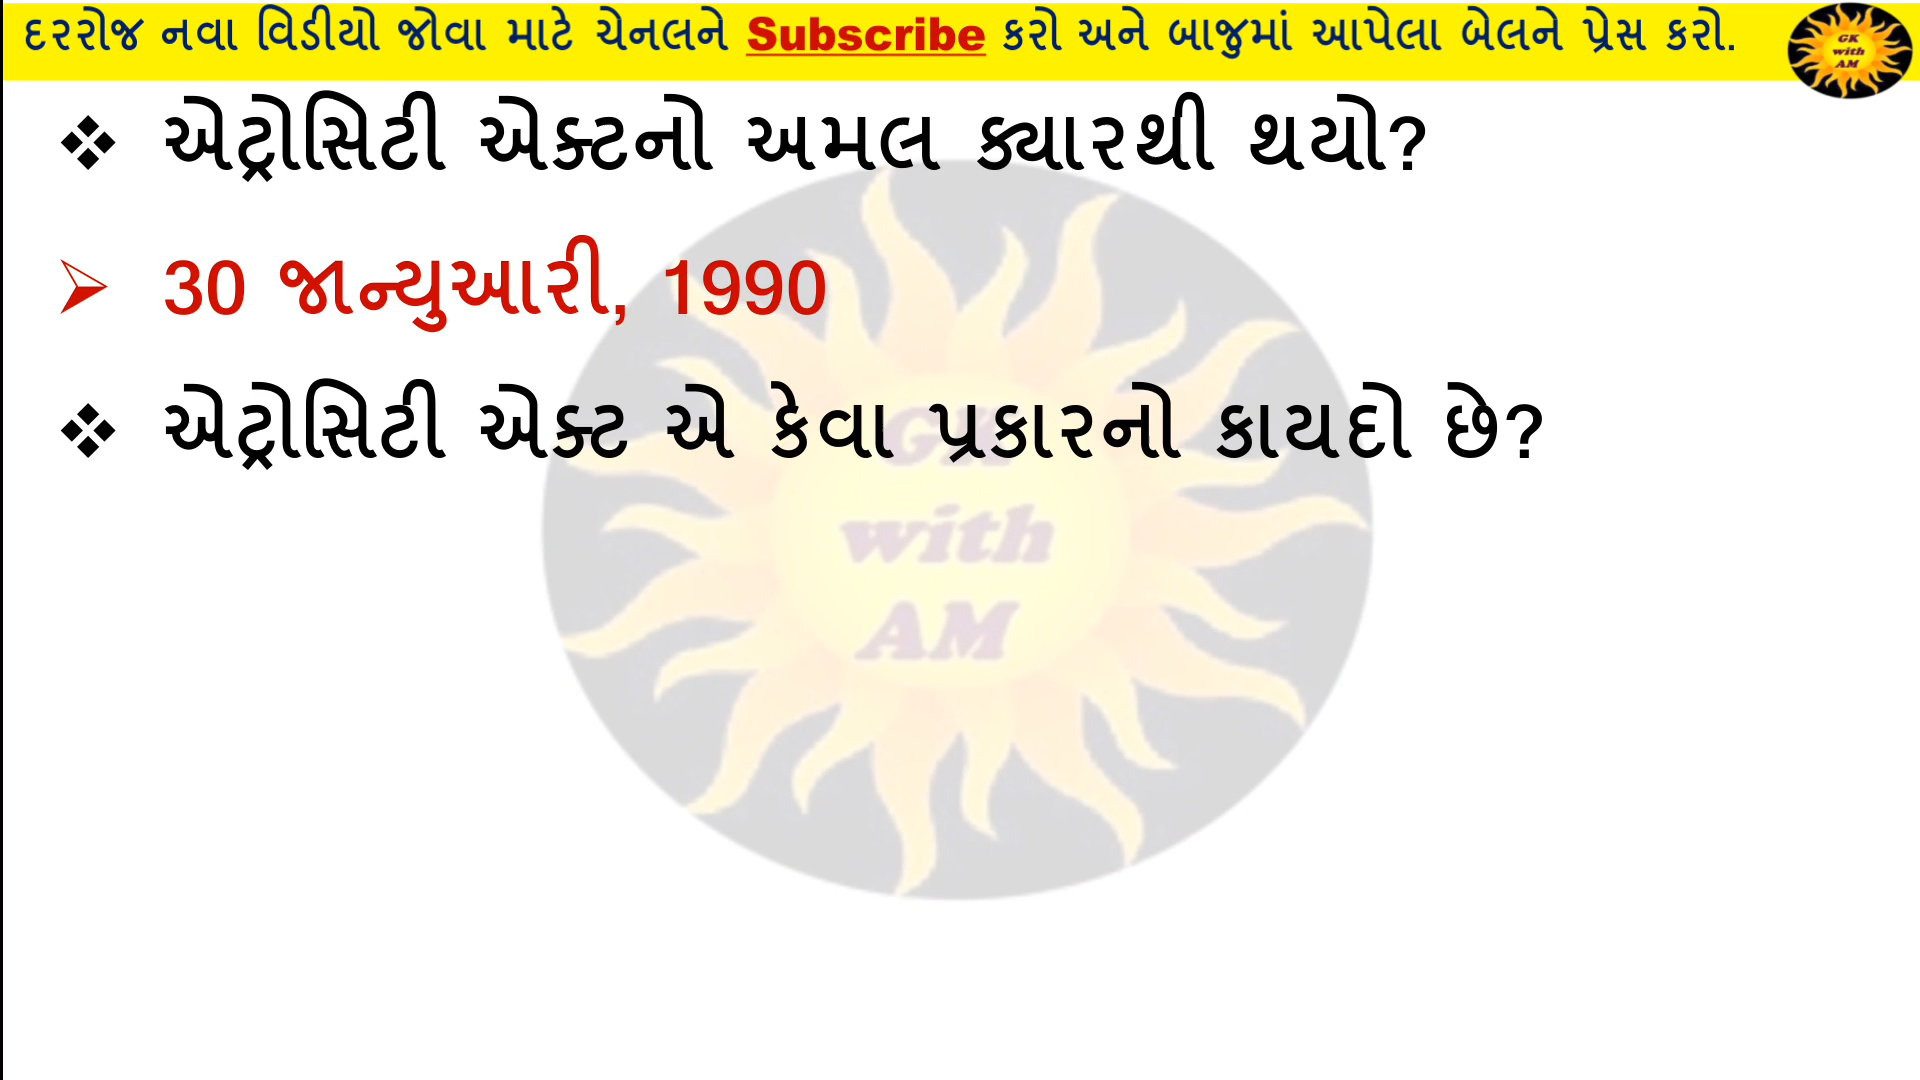 દરરોજ નવા વિડીયો જોવા માટે ચેનલને Subscribe કરો અને બાજુમાં આપેલા બેલને પ્રેસ કરો.
GK
with
AM
❖ એટ્રોસિટી એક્ટનો અમલ ક્યારથી થયો?
➢ 30 જાન્યુઆરી, 1990
❖ એટ્રોસિટી એક્ટ એ કેવા પ્રકારનો કાયદો છે?
GK
with
AM